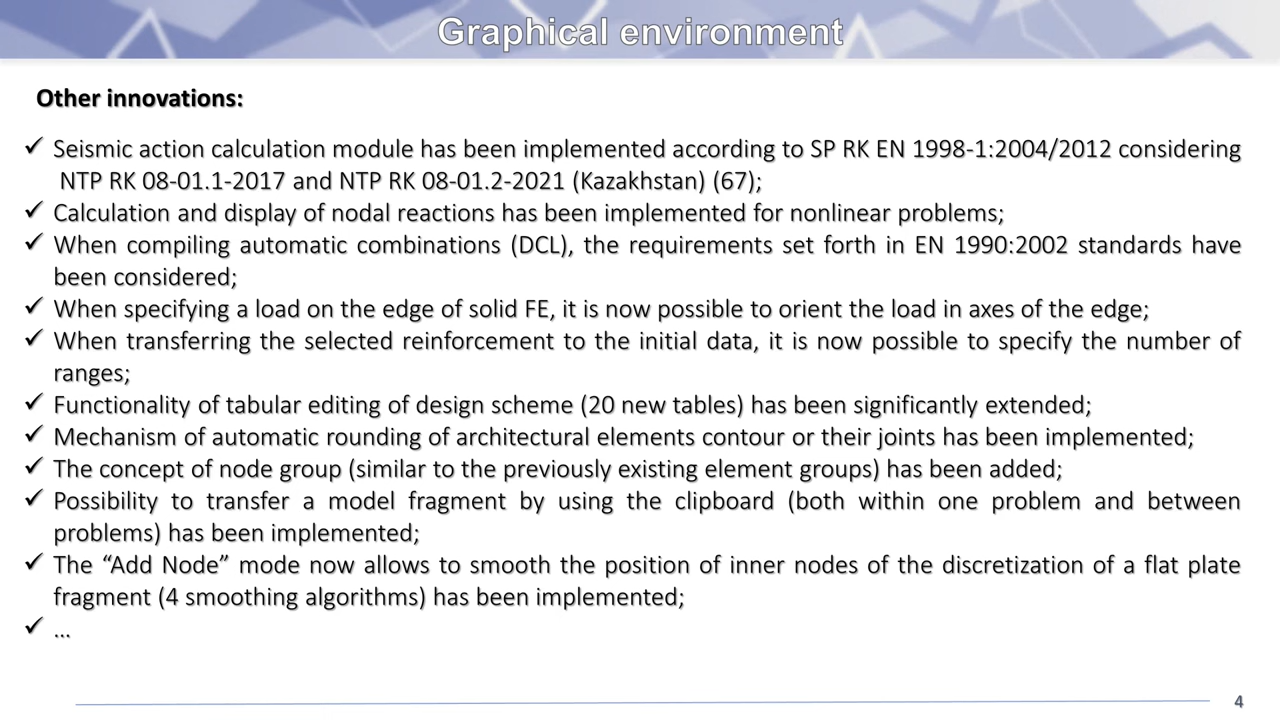 Graphical environment
Other innovations:
✓ Seismic action calculation module has been implemented according to SP RK EN 1998-1:2004/2012 considering
NTP RK 08-01.1-2017 and NTP RK 08-01.2-2021 (Kazakhstan) (67);
✓ Calculation and display of nodal reactions has been implemented for nonlinear problems;
✓ When compiling automatic combinations (DCL), the requirements set forth in EN 1990:2002 standards have
been considered;
✓ When specifying a load on the edge of solid FE, it is now possible to orient the load in axes of the edge;
✓ When transferring the selected reinforcement to the initial data, it is now possible to specify the number of
ranges;
✓ Functionality of tabular editing of design scheme (20 new tables) has been significantly extended;
✓ Mechanism of automatic rounding of architectural elements contour or their joints has been implemented;
✓ The concept of node group (similar to the previously existing element groups) has been added;
✓ Possibility to transfer a model fragment by using the clipboard (both within one problem and between
problems) has been implemented;
✓ The “Add Node” mode now allows to smooth the position of inner nodes of the discretization of a flat plate
fragment (4 smoothing algorithms) has been implemented;
✓ …
4